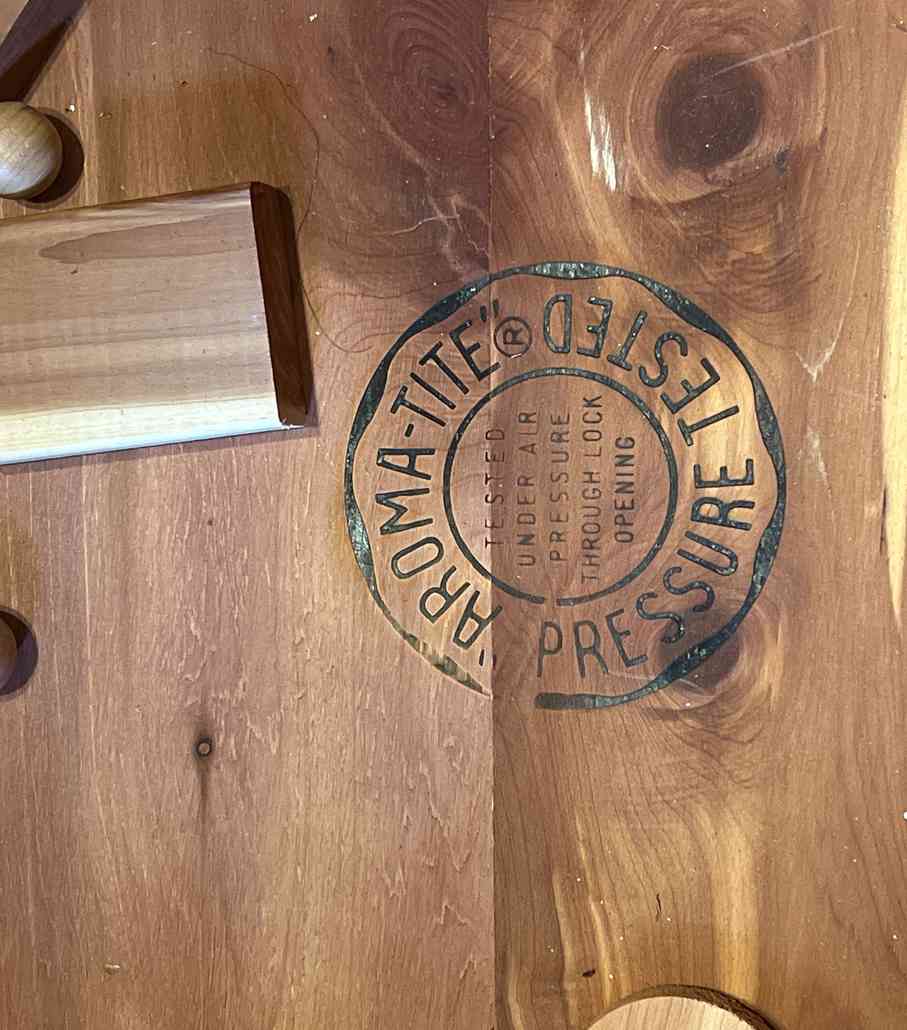 "AROMA-TITE"®
PRESSURE TESTED
TESTED
UNDER AIR
PRESSURE
THROUGH LOCK
OPENING